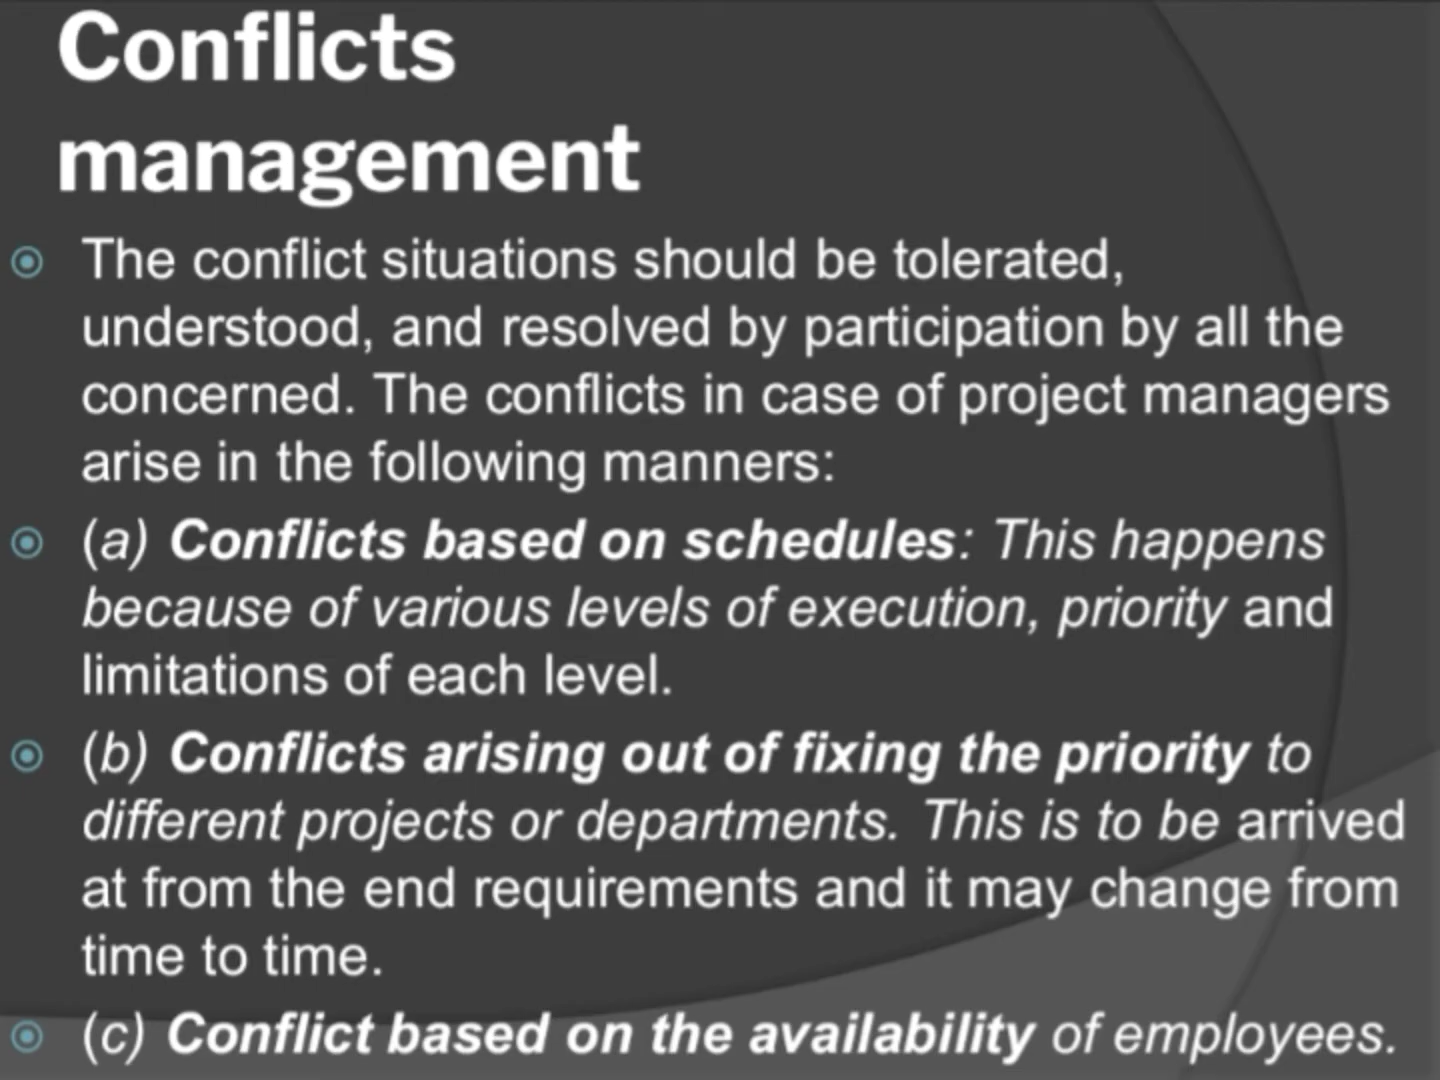 Conflicts
management
The conflict situations should be tolerated,
understood, and resolved by participation by all the
concerned. The conflicts in case of project managers
arise in the following manners:
(a) Conflicts based on schedules: This happens
because of various levels of execution, priority and
limitations of each level.
(b) Conflicts arising out of fixing the priority to
different projects or departments. This is to be arrived
at from the end requirements and it may change from
time to time.
(c) Conflict based on the availability of employees.